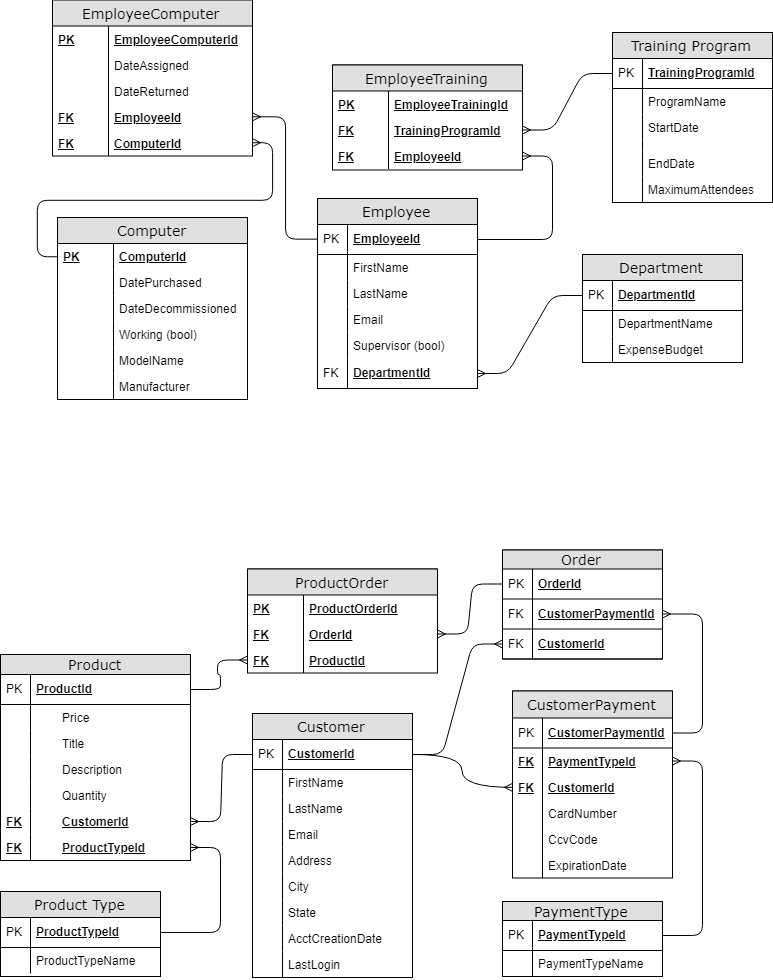 EmployeeComputer
PK EmployeeComputerId
DateAssigned
DateReturned
FK EmployeeId
FK ComputerId
EmployeeTraining
PK EmployeeTrainingId
FK TrainingProgramId
FK EmployeeId
Training Program
PK TrainingProgramId
ProgramName
StartDate
EndDate
MaximumAttendees
Computer
PK ComputerId
DatePurchased
DateDecommissioned
Working (bool)
ModelName
Manufacturer
Employee
PK EmployeeId
FirstName
LastName
Email
Supervisor (bool)
FK DepartmentId
Department
PK DepartmentId
DepartmentName
ExpenseBudget
ProductOrder
PK ProductOrderId
FK OrderId
FK ProductId
Order
PK OrderId
FK CustomerPaymentId
FK CustomerId
Product
PK ProductId
Price
Title
Description
Quantity
FK CustomerId
FK ProductTypeId
Customer
PK CustomerId
FirstName
LastName
Email
Address
City
State
AcctCreationDate
LastLogin
CustomerPayment
PK CustomerPaymentId
FK PaymentTypeId
FK CustomerId
CardNumber
CcvCode
ExpirationDate
Product Type
PK ProductTypeId
ProductTypeName
PaymentType
PK PaymentTypeId
PaymentTypeName